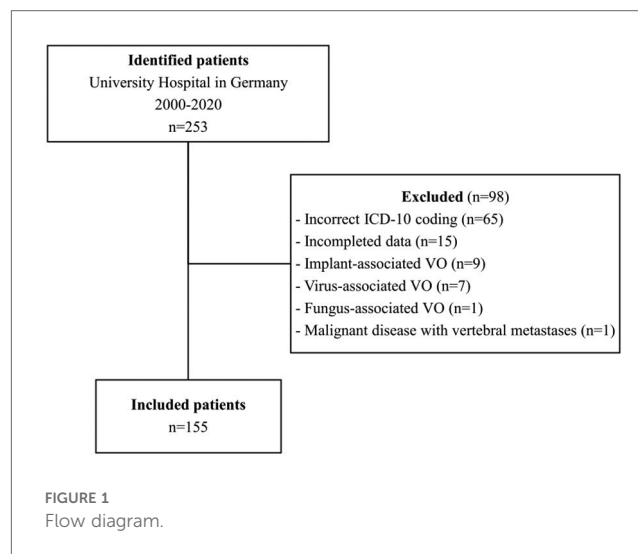 Identified patients
University Hospital in Germany
2000-2020
n=253
Excluded (n=98)
- Incorrect ICD-10 coding (n=65)
- Incompleted data (n=15)
- Implant-associated VO (n=9)
- Virus-associated VO (n=7)
- Fungus-associated VO (n=1)
- Malignant disease with vertebral metastases (n=1)
Included patients
n=155
FIGURE 1
Flow diagram.